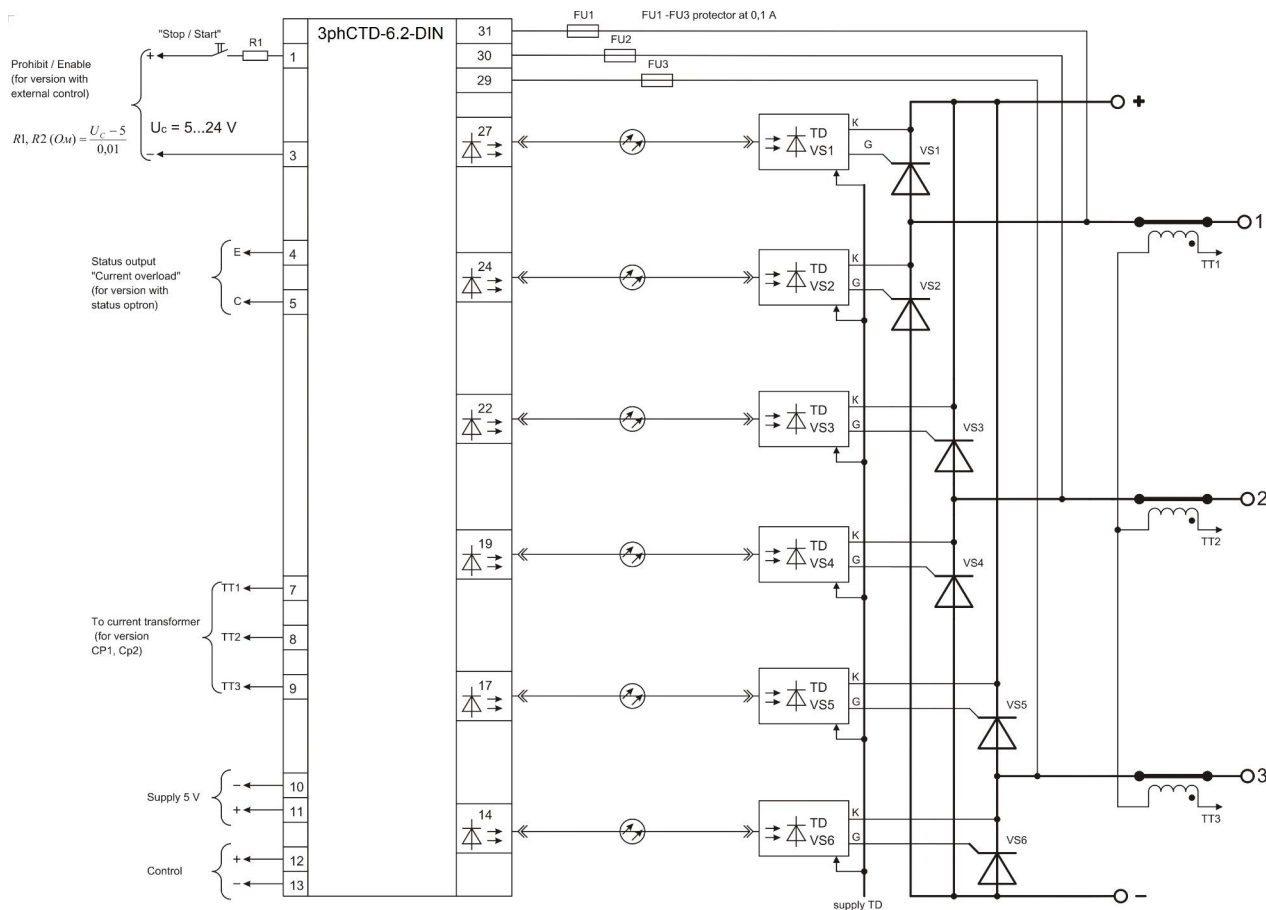 3phCTD-6.2-DIN
31
FU1
FU1 -FU3 protector at 0,1 A
"Stop / Start"
R1
+
1
30
FU2
29
FU3
Prohibit / Enable
(for version with
external control)
Uc = 5...24 V
R1, R2 (Ом) = (U_C − 5) / 0,01
−
3
27
TD
VS1
K
G
VS1
+
1
TT1
Status output
"Current overload"
(for version with
status optron)
E
4
C
5
24
TD
VS2
K
G
VS2
22
TD
VS3
K
G
VS3
2
TT2
19
TD
VS4
K
G
VS4
To current transformer
(for version
CP1, Cp2)
TT1
7
TT2
8
TT3
9
17
TD
VS5
K
G
VS5
3
TT3
Supply 5 V
−
10
+
11
14
TD
VS6
K
G
VS6
Control
+
12
−
13
supply TD
−